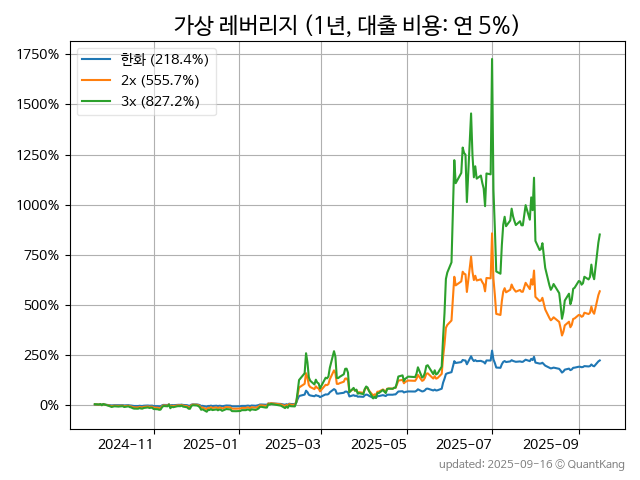 가상 레버리지 (1년, 대출 비용: 연 5%)
1750%
1500%
1250%
1000%
750%
500%
250%
0%
한화 (218.4%)
2x (555.7%)
3x (827.2%)
2024-11
2025-01
2025-03
2025-05
2025-07
2025-09
updated: 2025-09-16 © QuantKang